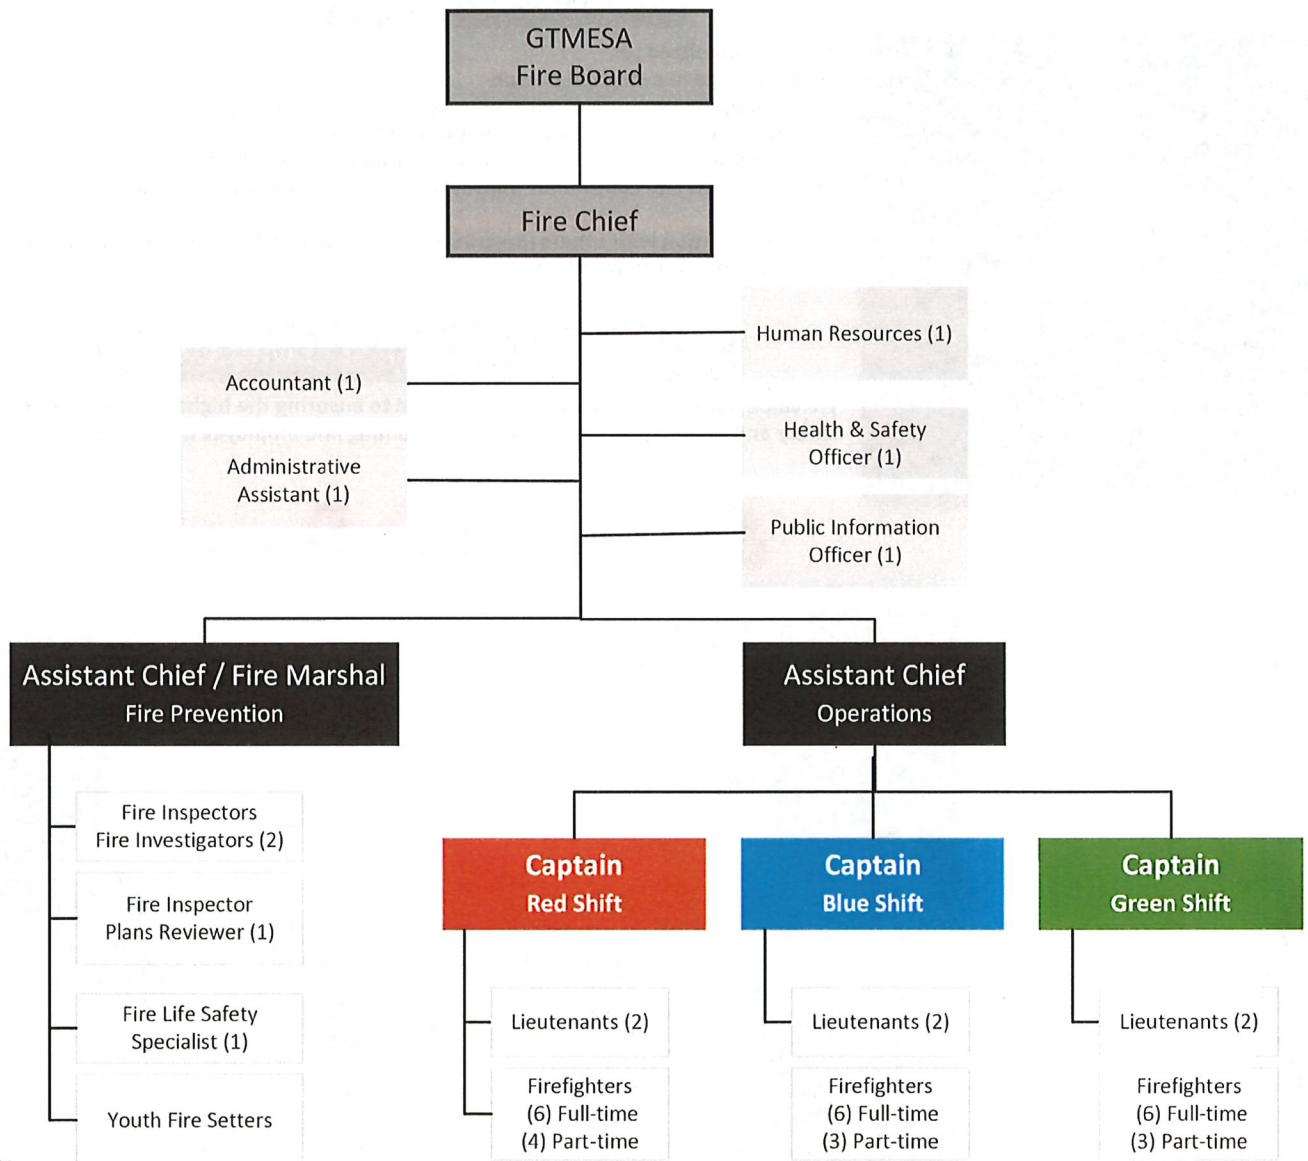 GTMESA
Fire Board
Fire Chief
Human Resources (1)
Accountant (1)
Health & Safety
Officer (1)
Administrative
Assistant (1)
Public Information
Officer (1)
Assistant Chief / Fire Marshal
Fire Prevention
Assistant Chief
Operations
Fire Inspectors
Fire Investigators (2)
Fire Inspector
Plans Reviewer (1)
Fire Life Safety
Specialist (1)
Youth Fire Setters
Captain
Red Shift
Lieutenants (2)
Firefighters
(6) Full-time
(4) Part-time
Captain
Blue Shift
Lieutenants (2)
Firefighters
(6) Full-time
(3) Part-time
Captain
Green Shift
Lieutenants (2)
Firefighters
(6) Full-time
(3) Part-time